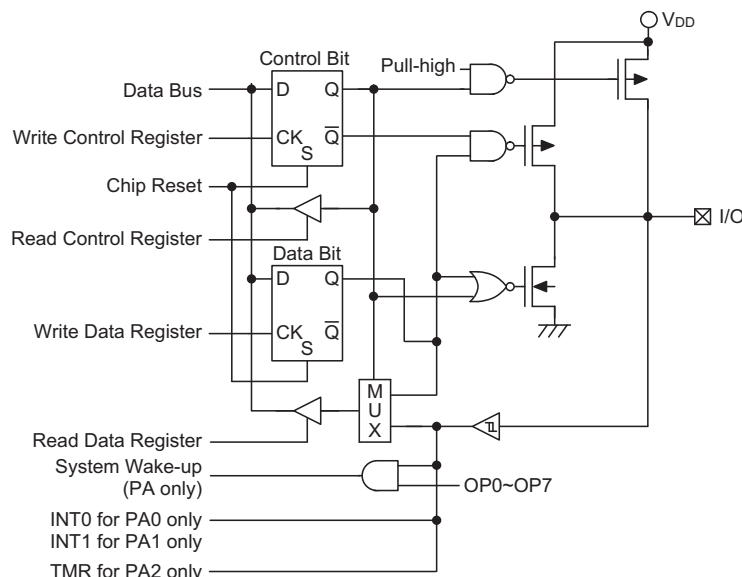 VDD
Control Bit
Pull-high
Data Bus
D Q
Write Control Register
CK Q̅
S
Chip Reset
I/O
Read Control Register
Data Bit
D Q
Write Data Register
CK Q̅
S
M
U
X
Read Data Register
System Wake-up
(PA only)
OP0~OP7
INT0 for PA0 only
INT1 for PA1 only
TMR for PA2 only